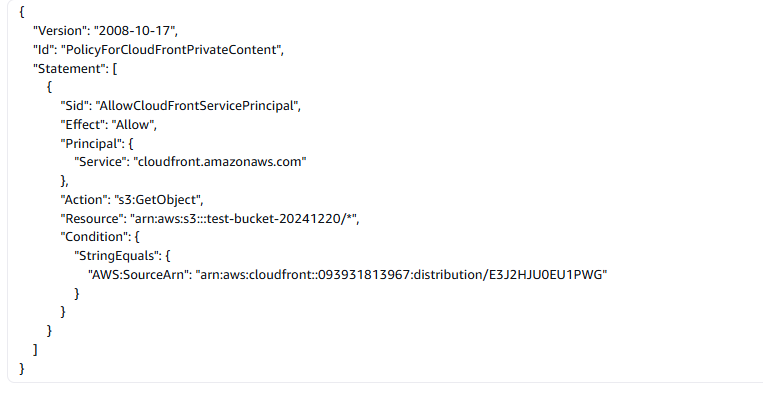 {
"Version": "2008-10-17",
"Id": "PolicyForCloudFrontPrivateContent",
"Statement": [
{
"Sid": "AllowCloudFrontServicePrincipal",
"Effect": "Allow",
"Principal": {
"Service": "cloudfront.amazonaws.com"
},
"Action": "s3:GetObject",
"Resource": "arn:aws:s3:::test-bucket-20241220/*",
"Condition": {
"StringEquals": {
"AWS:SourceArn": "arn:aws:cloudfront::093931813967:distribution/E3J2HJU0EU1PWG"
}
}
}
]
}